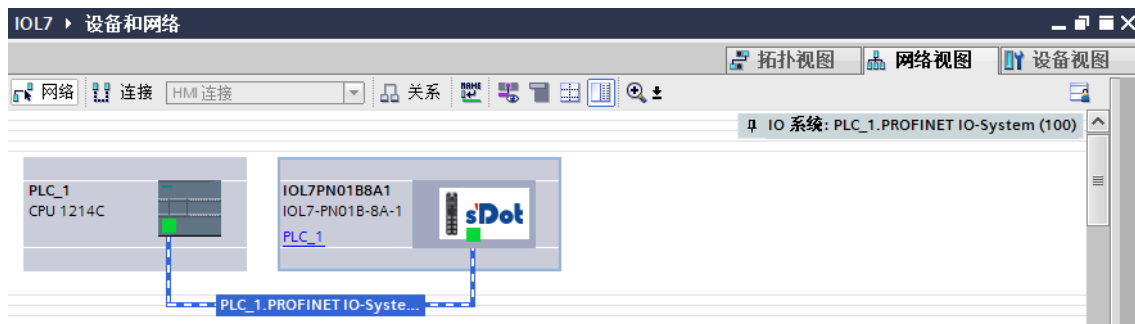 IOL7 ▸ 设备和网络
拓扑视图 网络视图 设备视图
网络 连接 HMI 连接 关系 NAME
IO 系统: PLC_1.PROFINET IO-System (100)
PLC_1
CPU 1214C
IOL7PN01B8A1
IOL7-PN01B-8A-1
PLC_1
s'Dot
PLC_1.PROFINET IO-Syste...